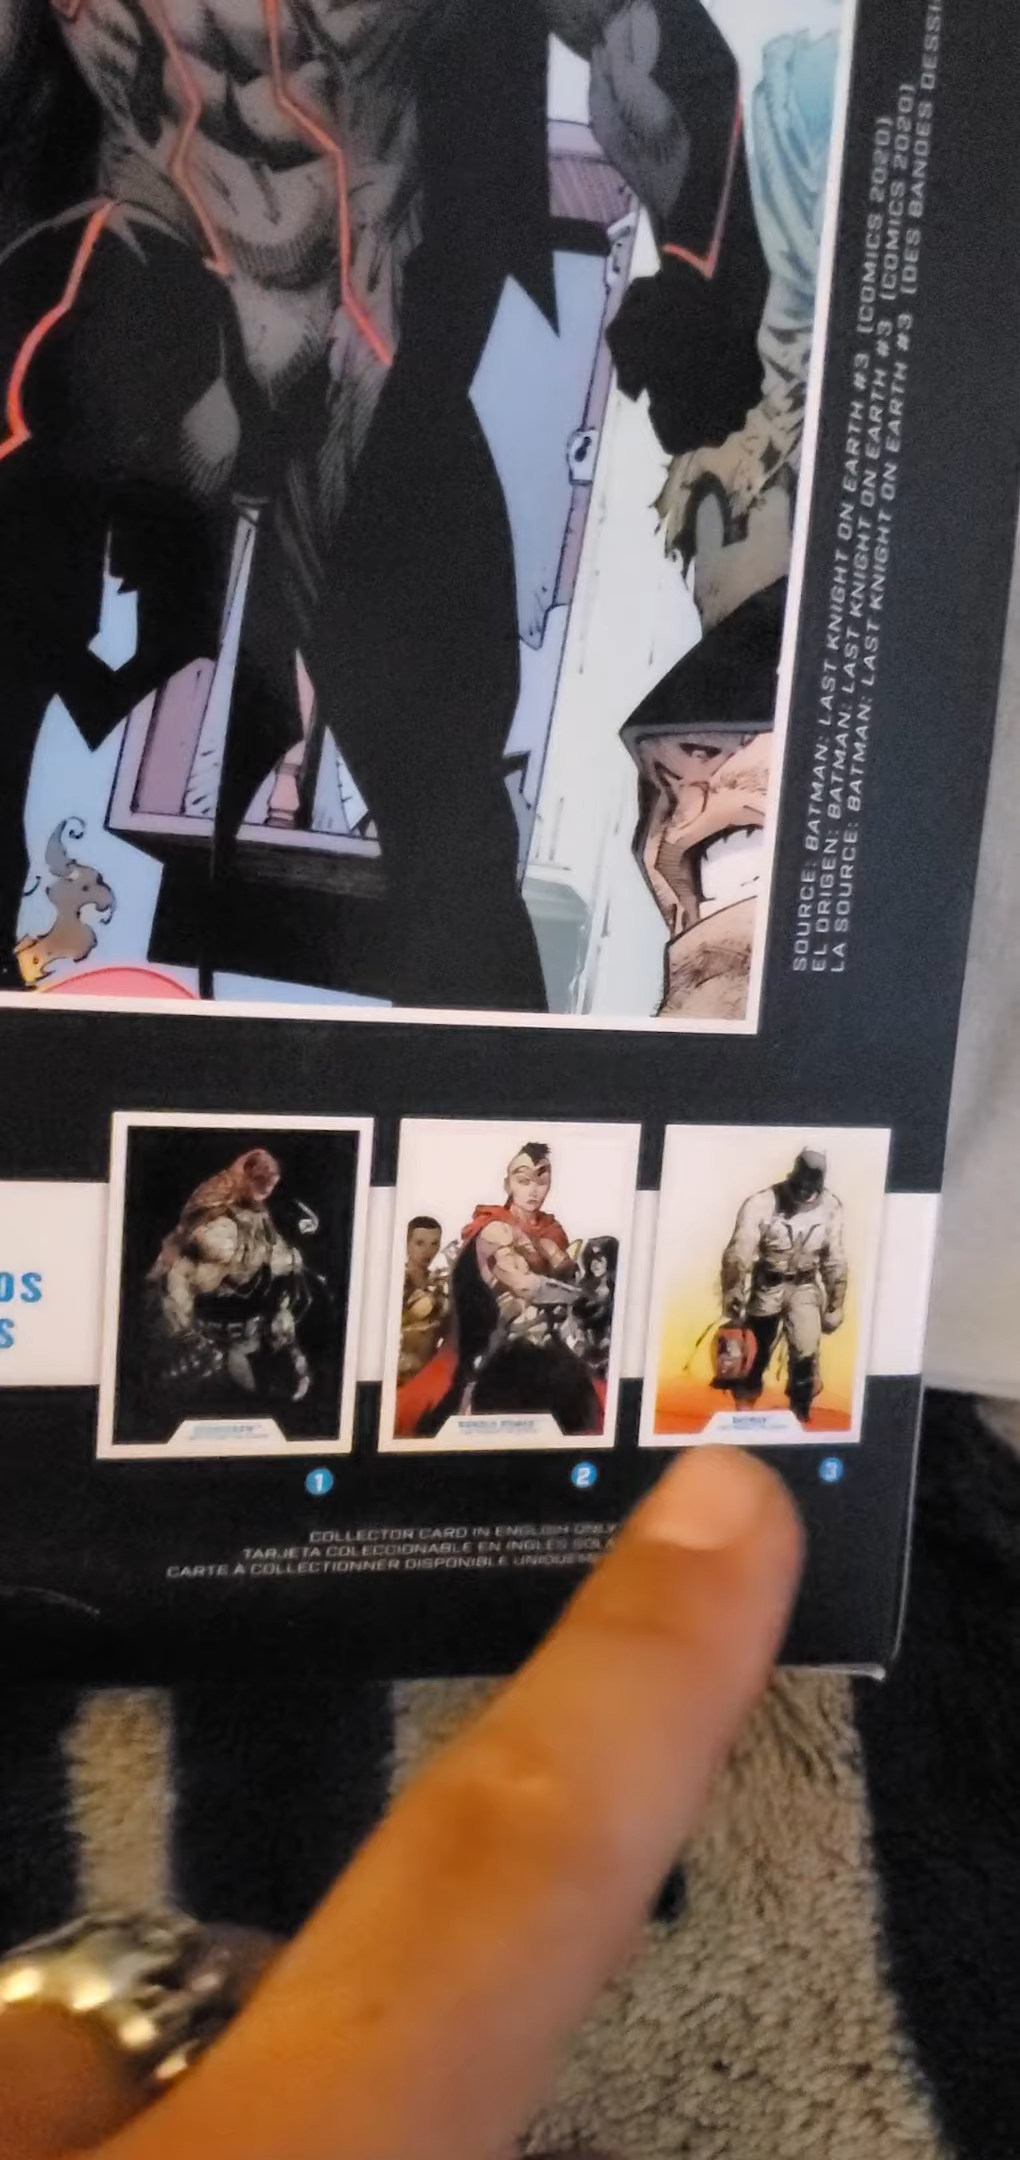 SOURCE: BATMAN: LAST KNIGHT ON EARTH #3 (COMICS 2020)
EL ORIGEN: BATMAN: LAST KNIGHT ON EARTH #3 (COMICS 2020)
LA SOURCE: BATMAN: LAST KNIGHT ON EARTH #3 (DES BANDES DESSI
OS
S
BATMAN
1
2
3
COLLECTOR CARD IN ENGLISH ONLY
TARJETA COLECCIONABLE EN INGLES SOLA
CARTE À COLLECTIONNER DISPONIBLE UNIQUEM